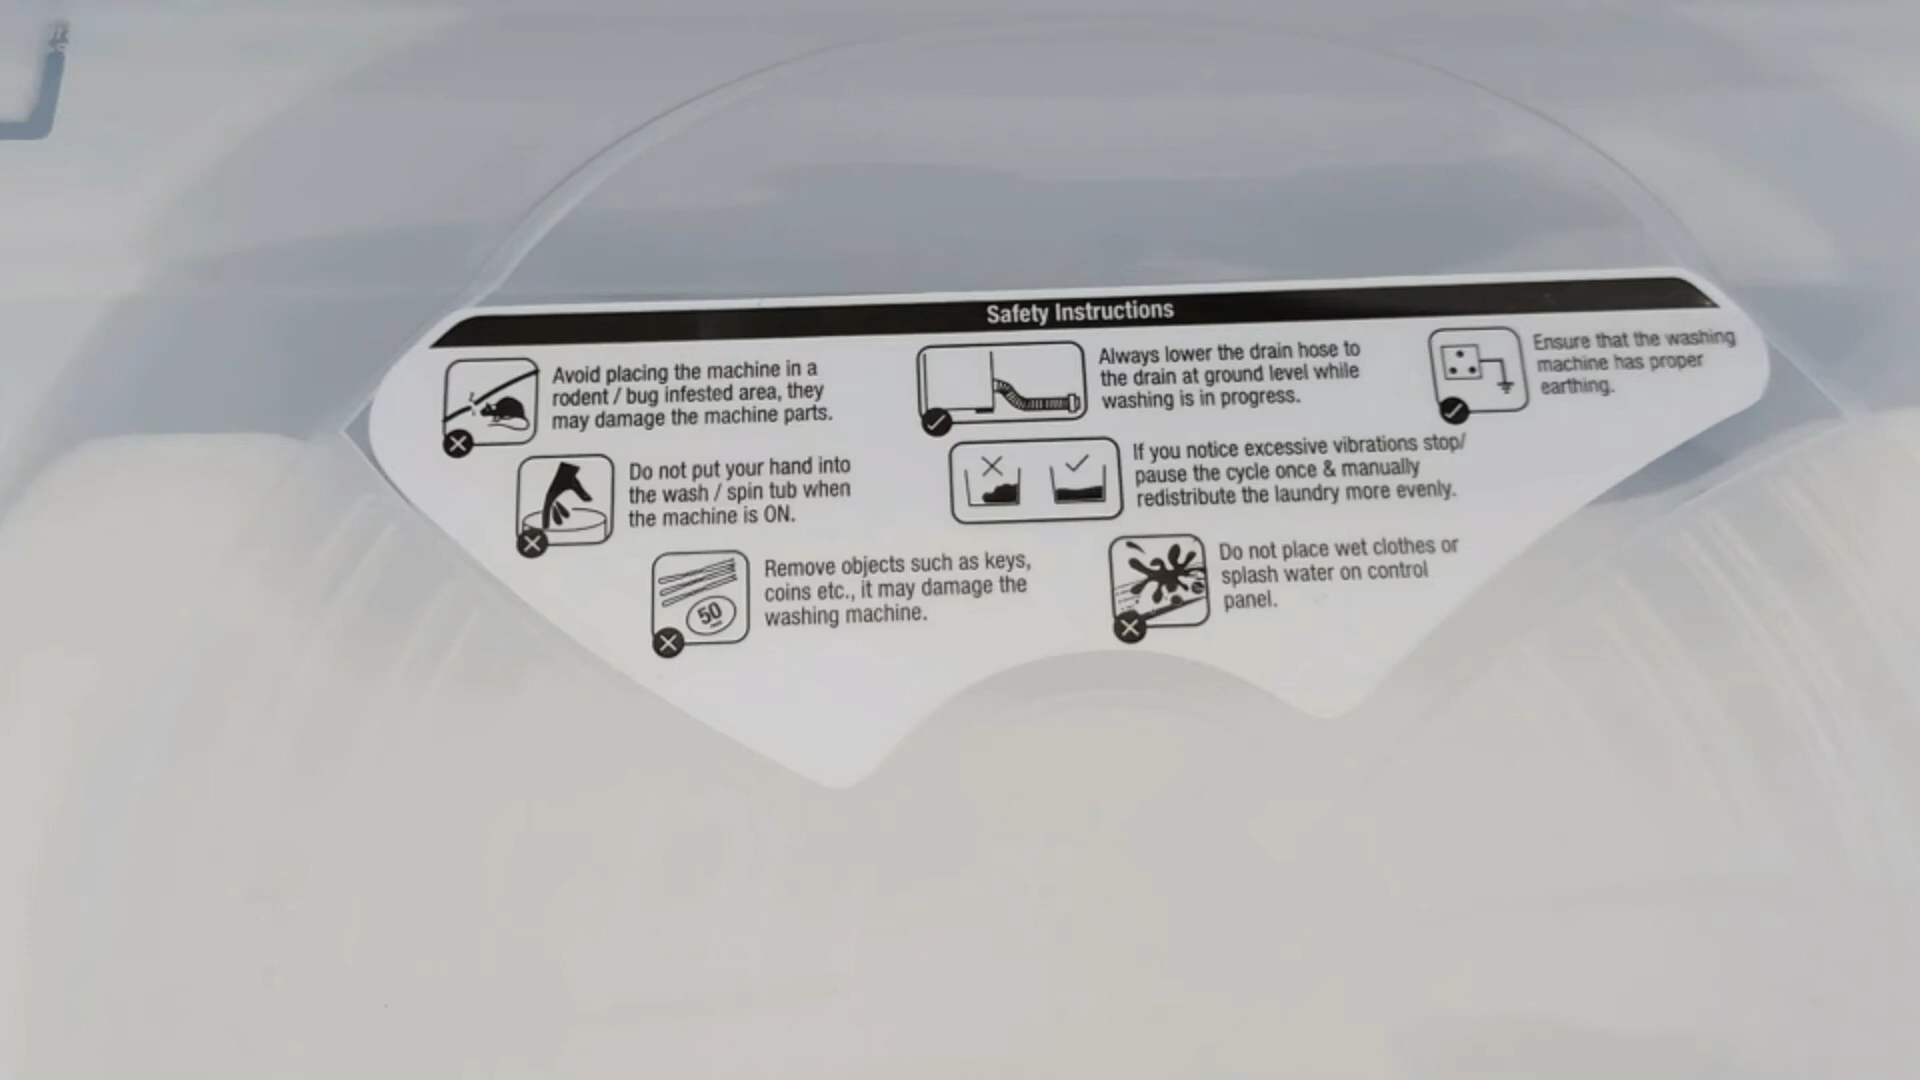 Safety Instructions
Avoid placing the machine in a
rodent / bug infested area, they
may damage the machine parts.
Always lower the drain hose to
the drain at ground level while
washing is in progress.
Ensure that the washing
machine has proper
earthing.
Do not put your hand into
the wash / spin tub when
the machine is ON.
If you notice excessive vibrations stop/
pause the cycle once & manually
redistribute the laundry more evenly.
Remove objects such as keys,
coins etc., it may damage the
washing machine.
50
Do not place wet clothes or
splash water on control
panel.